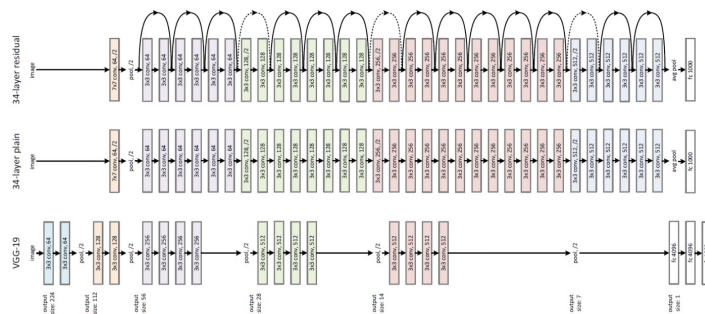 34-layer residual
image
7x7 conv, 64, /2
pool, /2
3x3 conv, 64
3x3 conv, 64
3x3 conv, 64
3x3 conv, 64
3x3 conv, 64
3x3 conv, 64
3x3 conv, 128, /2
3x3 conv, 128
3x3 conv, 128
3x3 conv, 128
3x3 conv, 128
3x3 conv, 128
3x3 conv, 128
3x3 conv, 128
3x3 conv, 256, /2
3x3 conv, 256
3x3 conv, 256
3x3 conv, 256
3x3 conv, 256
3x3 conv, 256
3x3 conv, 256
3x3 conv, 256
3x3 conv, 256
3x3 conv, 256
3x3 conv, 256
3x3 conv, 256
3x3 conv, 512, /2
3x3 conv, 512
3x3 conv, 512
3x3 conv, 512
3x3 conv, 512
3x3 conv, 512
avg pool
fc 1000
34-layer plain
image
7x7 conv, 64, /2
pool, /2
3x3 conv, 64
3x3 conv, 64
3x3 conv, 64
3x3 conv, 64
3x3 conv, 64
3x3 conv, 64
3x3 conv, 128, /2
3x3 conv, 128
3x3 conv, 128
3x3 conv, 128
3x3 conv, 128
3x3 conv, 128
3x3 conv, 128
3x3 conv, 128
3x3 conv, 256, /2
3x3 conv, 256
3x3 conv, 256
3x3 conv, 256
3x3 conv, 256
3x3 conv, 256
3x3 conv, 256
3x3 conv, 256
3x3 conv, 256
3x3 conv, 256
3x3 conv, 256
3x3 conv, 256
3x3 conv, 512, /2
3x3 conv, 512
3x3 conv, 512
3x3 conv, 512
3x3 conv, 512
3x3 conv, 512
avg pool
fc 1000
VGG-19
image
3x3 conv, 64
3x3 conv, 64
pool, /2
3x3 conv, 128
3x3 conv, 128
pool, /2
3x3 conv, 256
3x3 conv, 256
3x3 conv, 256
3x3 conv, 256
pool, /2
3x3 conv, 512
3x3 conv, 512
3x3 conv, 512
3x3 conv, 512
pool, /2
3x3 conv, 512
3x3 conv, 512
3x3 conv, 512
3x3 conv, 512
pool, /2
fc 4096
fc 4096
output
size: 224
output
size: 112
output
size: 56
output
size: 28
output
size: 14
output
size: 7
output
size: 1